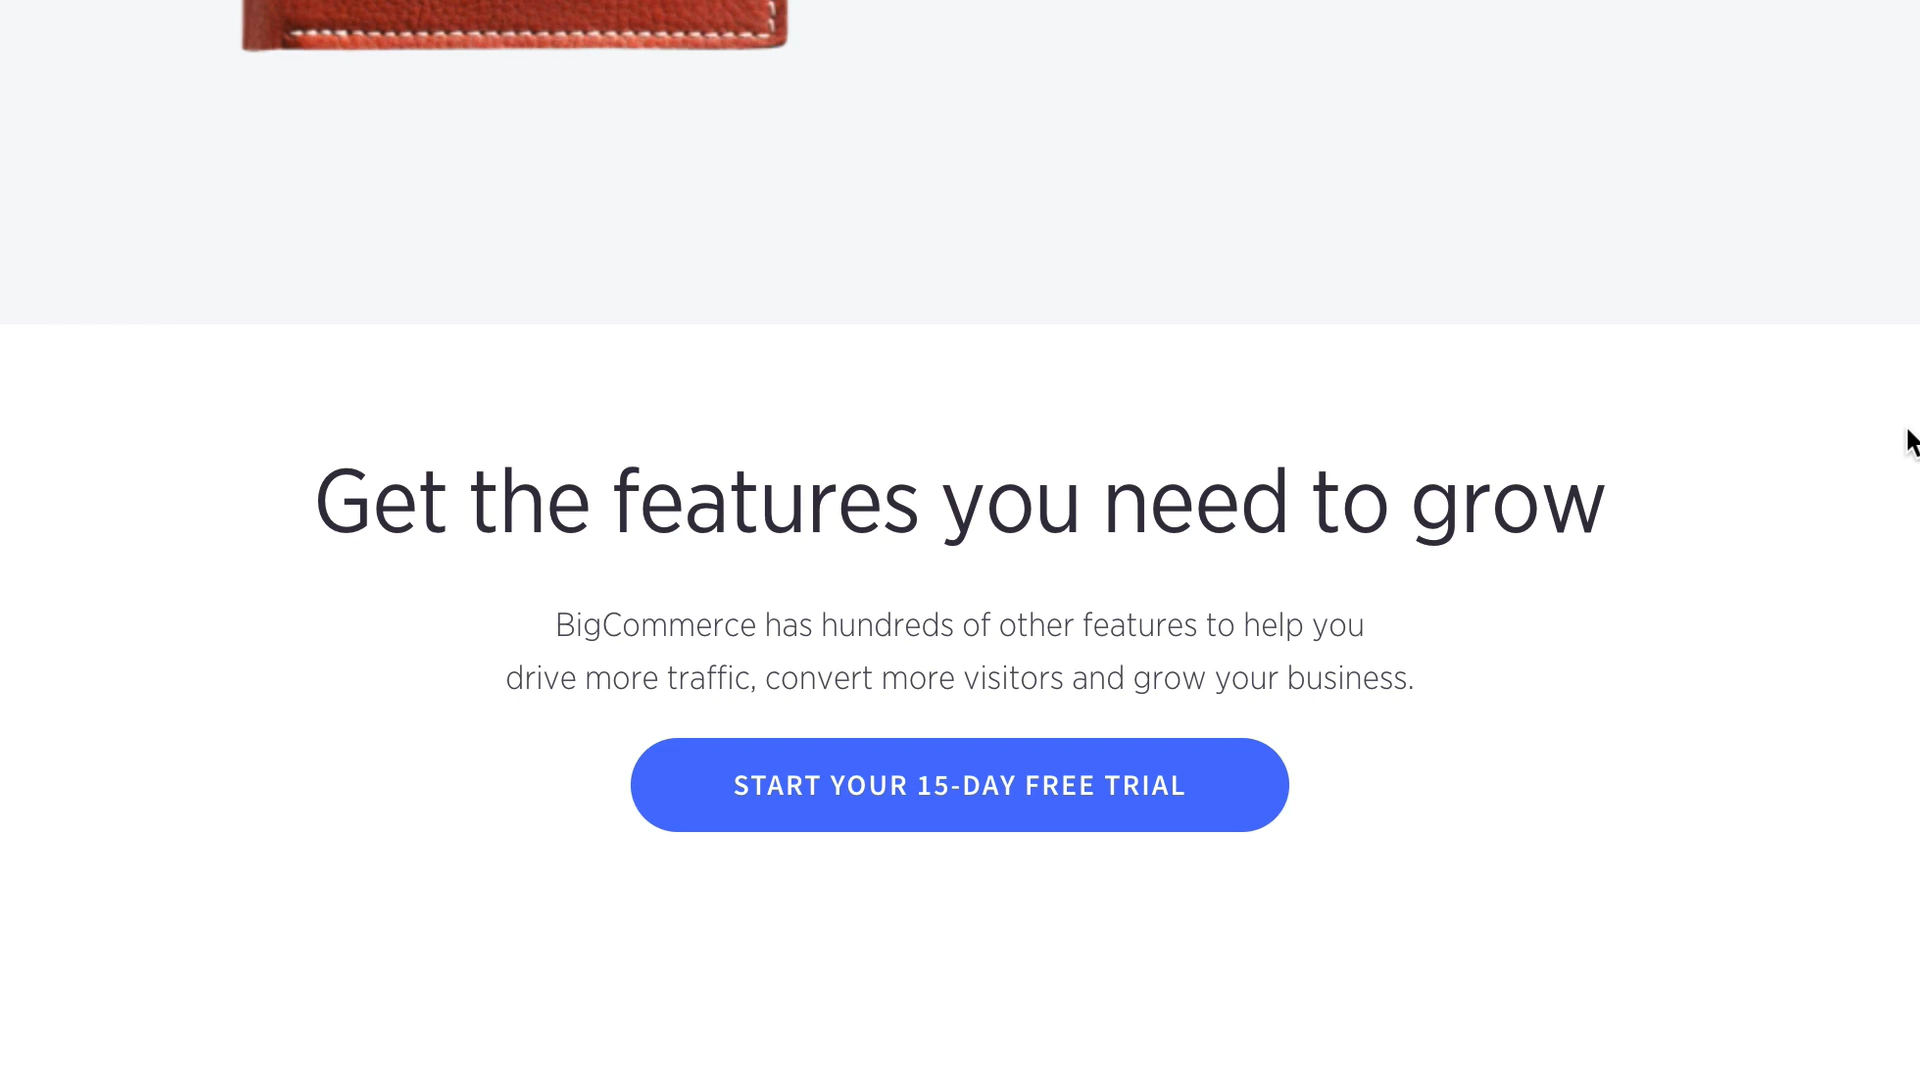 Get the features you need to grow
BigCommerce has hundreds of other features to help you
drive more traffic, convert more visitors and grow your business.
START YOUR 15-DAY FREE TRIAL